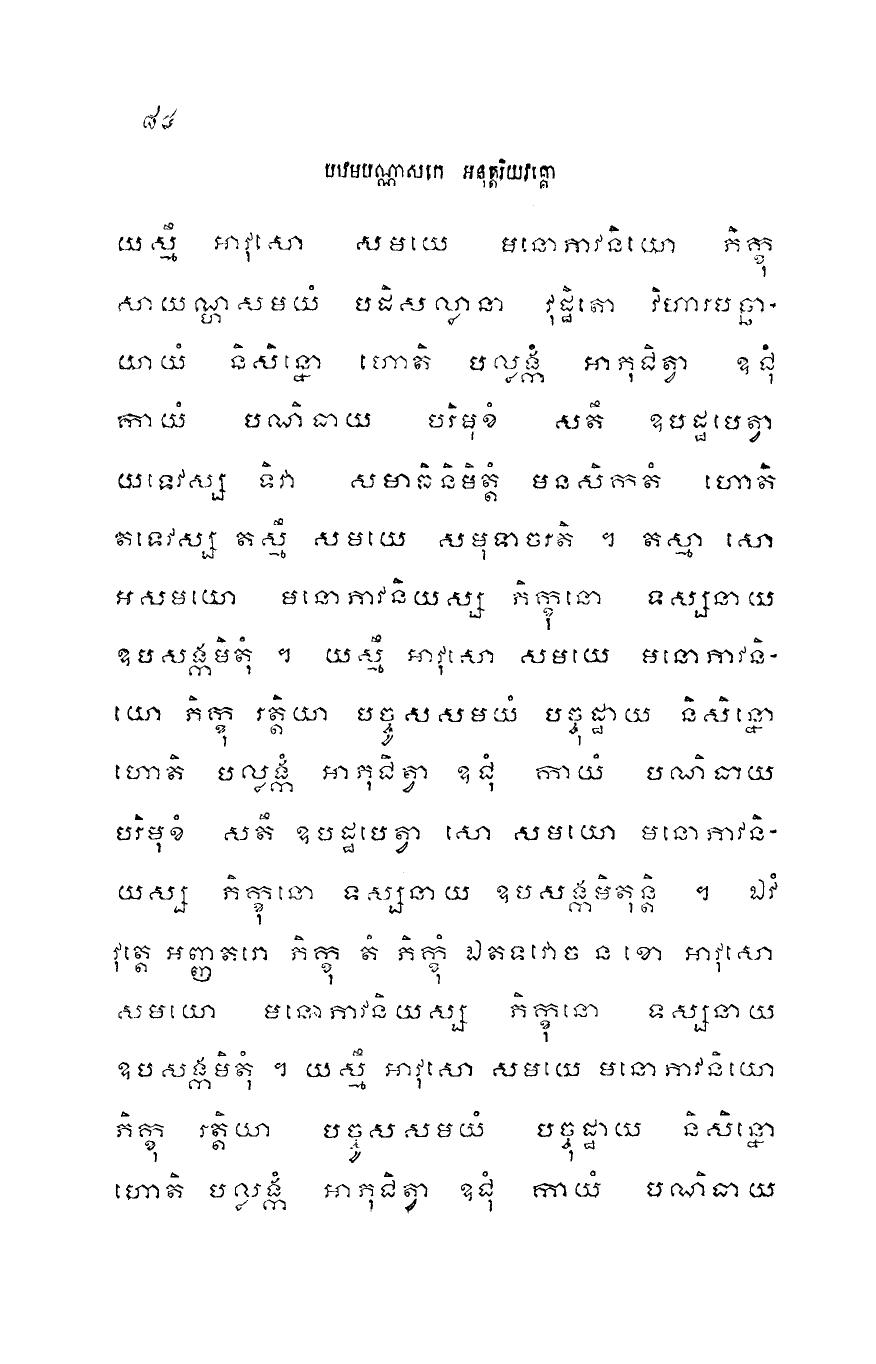 ៨៤
បឋមបណ្ណាសកេ អនុត្តរិយវគ្គោ
យស្មឹ អាវុសោ សមយេ មនោភាវនិយោ ភិក្ខុ
សាយណ្ហសមយំ បដិសល្លានា វុដ្ឋិតោ វិហារបច្ឆា-
យាយំ និសិន្នោ ហោតិ បល្លង្កំ អាភុជិត្វា ឧជុំ
កាយំ បណិធាយ បរិមុខំ សតឹ ឧបដ្ឋបេត្វា
យទេវស្ស ទិវា សមាធិនិមិត្តំ មនសិកតំ ហោតិ
តទេវស្ស តស្មឹ សមយេ សមុទាចរតិ ។ តស្មា សោ
អសមយោ មនោភាវនិយស្ស ភិក្ខុនោ ទស្សនាយ
ឧបសង្កមិតុំ ។ យស្មឹ អាវុសោ សមយេ មនោភាវនិ-
យោ ភិក្ខុ រត្តិយា បច្ចូសសមយំ បច្ចុដ្ឋាយ និសិន្នោ
ហោតិ បល្លង្កំ អាភុជិត្វា ឧជុំ កាយំ បណិធាយ
បរិមុខំ សតឹ ឧបដ្ឋបេត្វា សោ សមយោ មនោភាវនិ-
យស្ស ភិក្ខុនោ ទស្សនាយ ឧបសង្កមិតុន្តិ ។ ឯវំ
វុត្តេ អញ្ញតរោ ភិក្ខុ តំ ភិក្ខុំ ឯតទវោច ន ខោ អាវុសោ
សមយោ មនោភាវនិយស្ស ភិក្ខុនោ ទស្សនាយ
ឧបសង្កមិតុំ ។ យស្មឹ អាវុសោ សមយេ មនោភាវនិយោ
ភិក្ខុ រត្តិយា បច្ចូសសមយំ បច្ចុដ្ឋាយ និសិន្នោ
ហោតិ បល្លង្កំ អាភុជិត្វា ឧជុំ កាយំ បណិធាយ